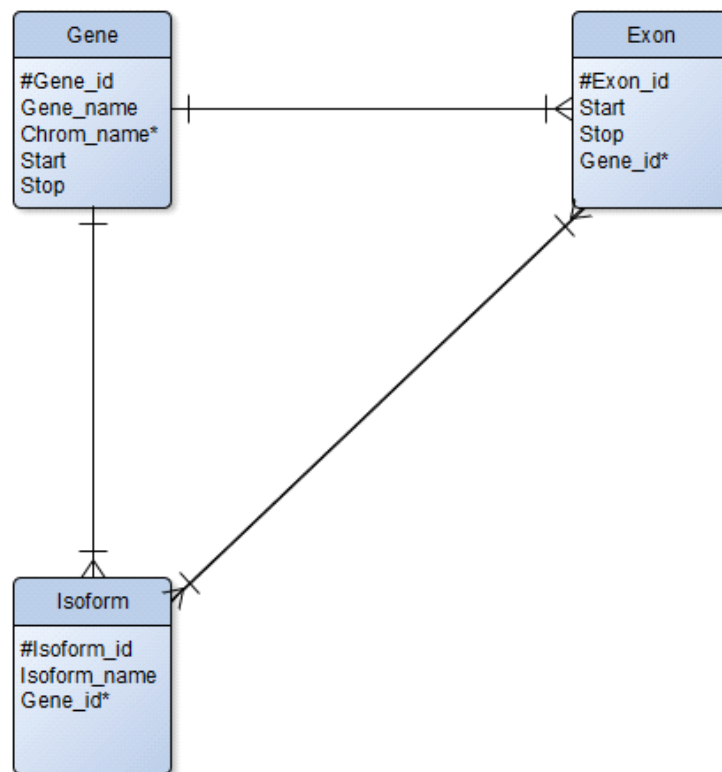 Gene
#Gene_id
Gene_name
Chrom_name*
Start
Stop
Exon
#Exon_id
Start
Stop
Gene_id*
Isoform
#Isoform_id
Isoform_name
Gene_id*